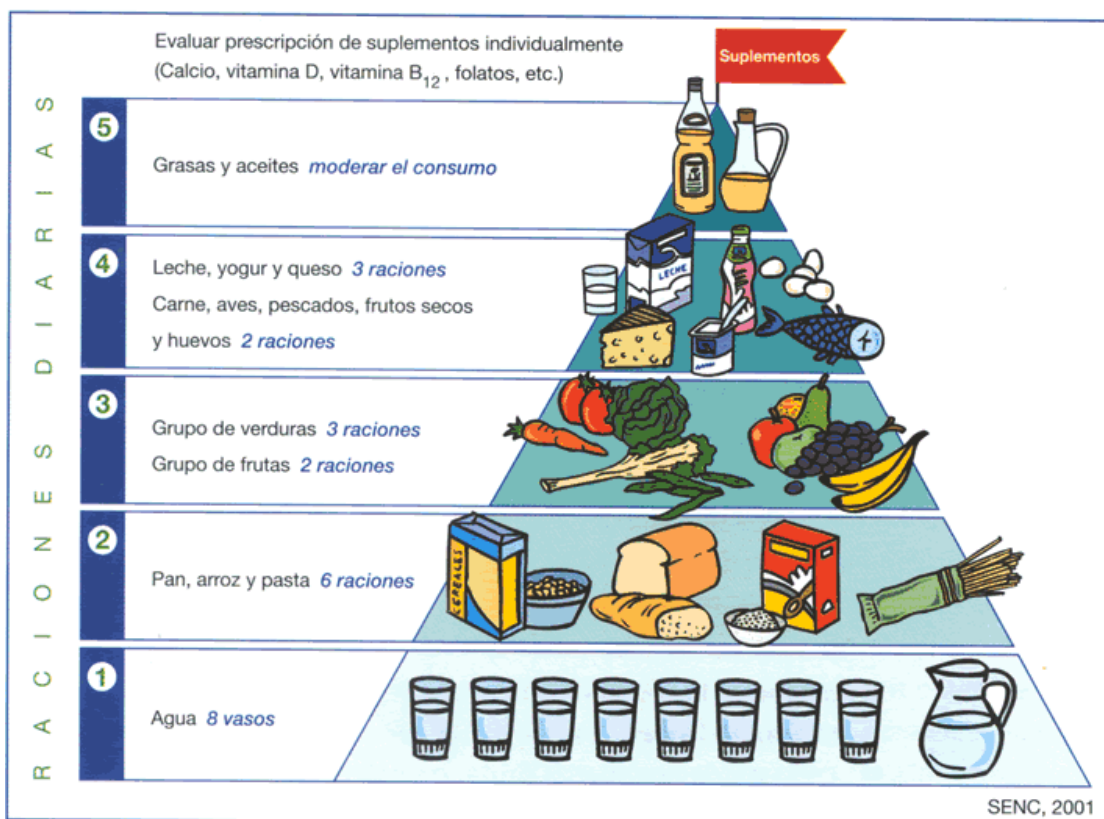 Evaluar prescripción de suplementos individualmente
(Calcio, vitamina D, vitamina B12, folatos, etc.)
Suplementos
RACIONES DIARIAS
5
Grasas y aceites moderar el consumo
4
Leche, yogur y queso 3 raciones
Carne, aves, pescados, frutos secos
y huevos 2 raciones
LECHE
3
Grupo de verduras 3 raciones
Grupo de frutas 2 raciones
2
Pan, arroz y pasta 6 raciones
CEREALES
1
Agua 8 vasos
SENC, 2001